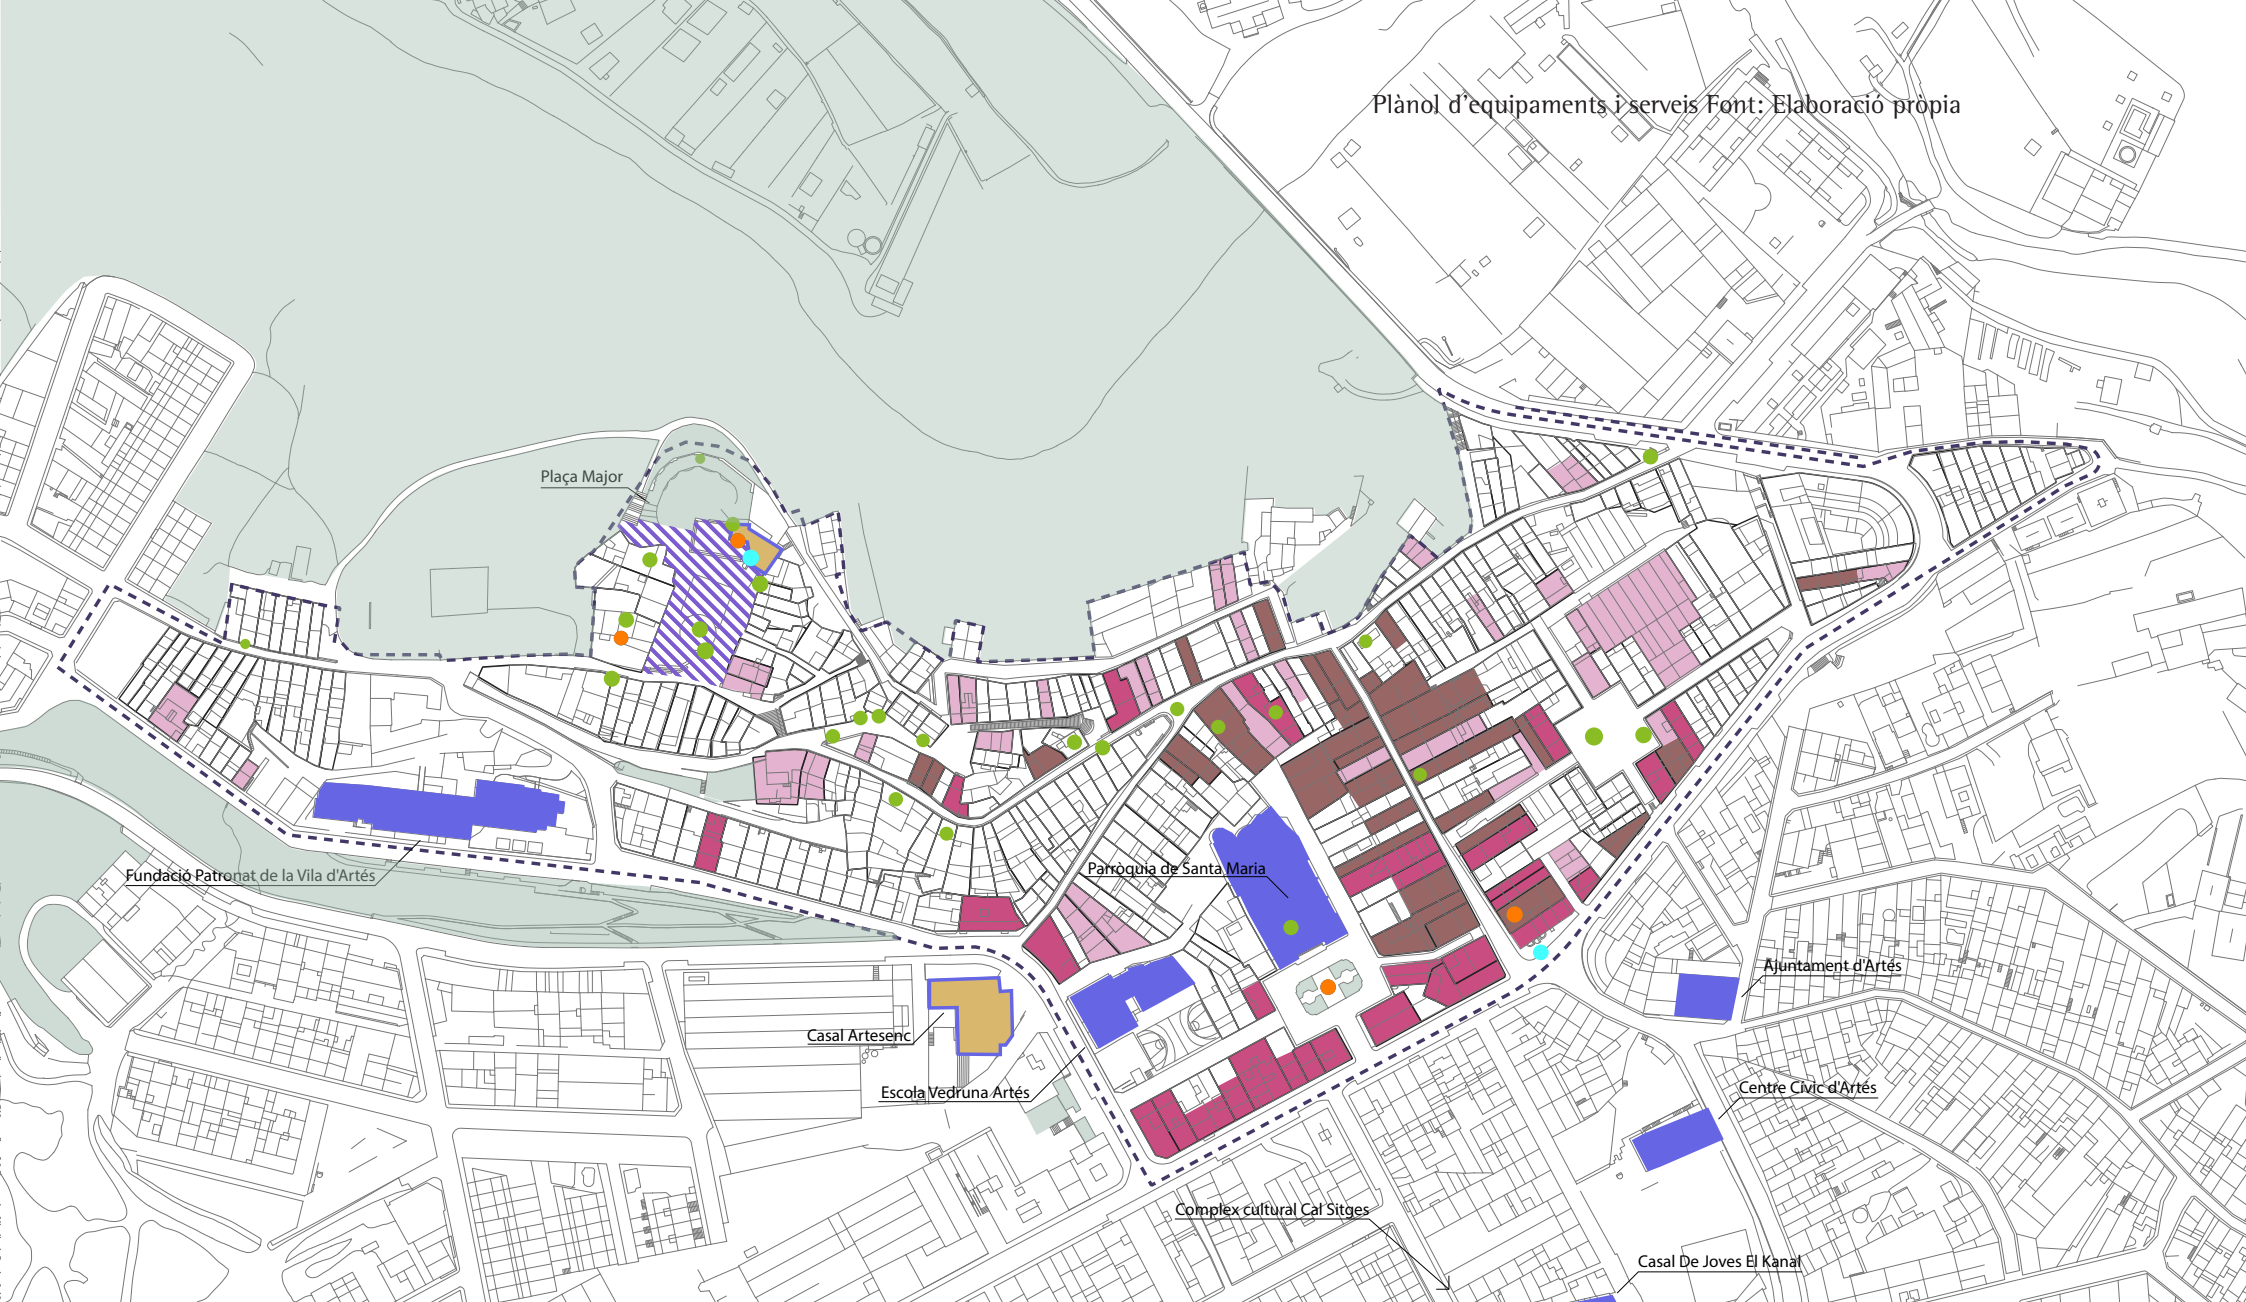 Plànol d'equipaments i serveis Font: Elaboració pròpia
Plaça Major
Fundació Patronat de la Vila d'Artés
Parròquia de Santa Maria
Ajuntament d'Artés
Casal Artesenc
Escola Vedruna Artés
Centre Cívic d'Artés
Complex cultural Cal Sitges
Casal De Joves El Kanal